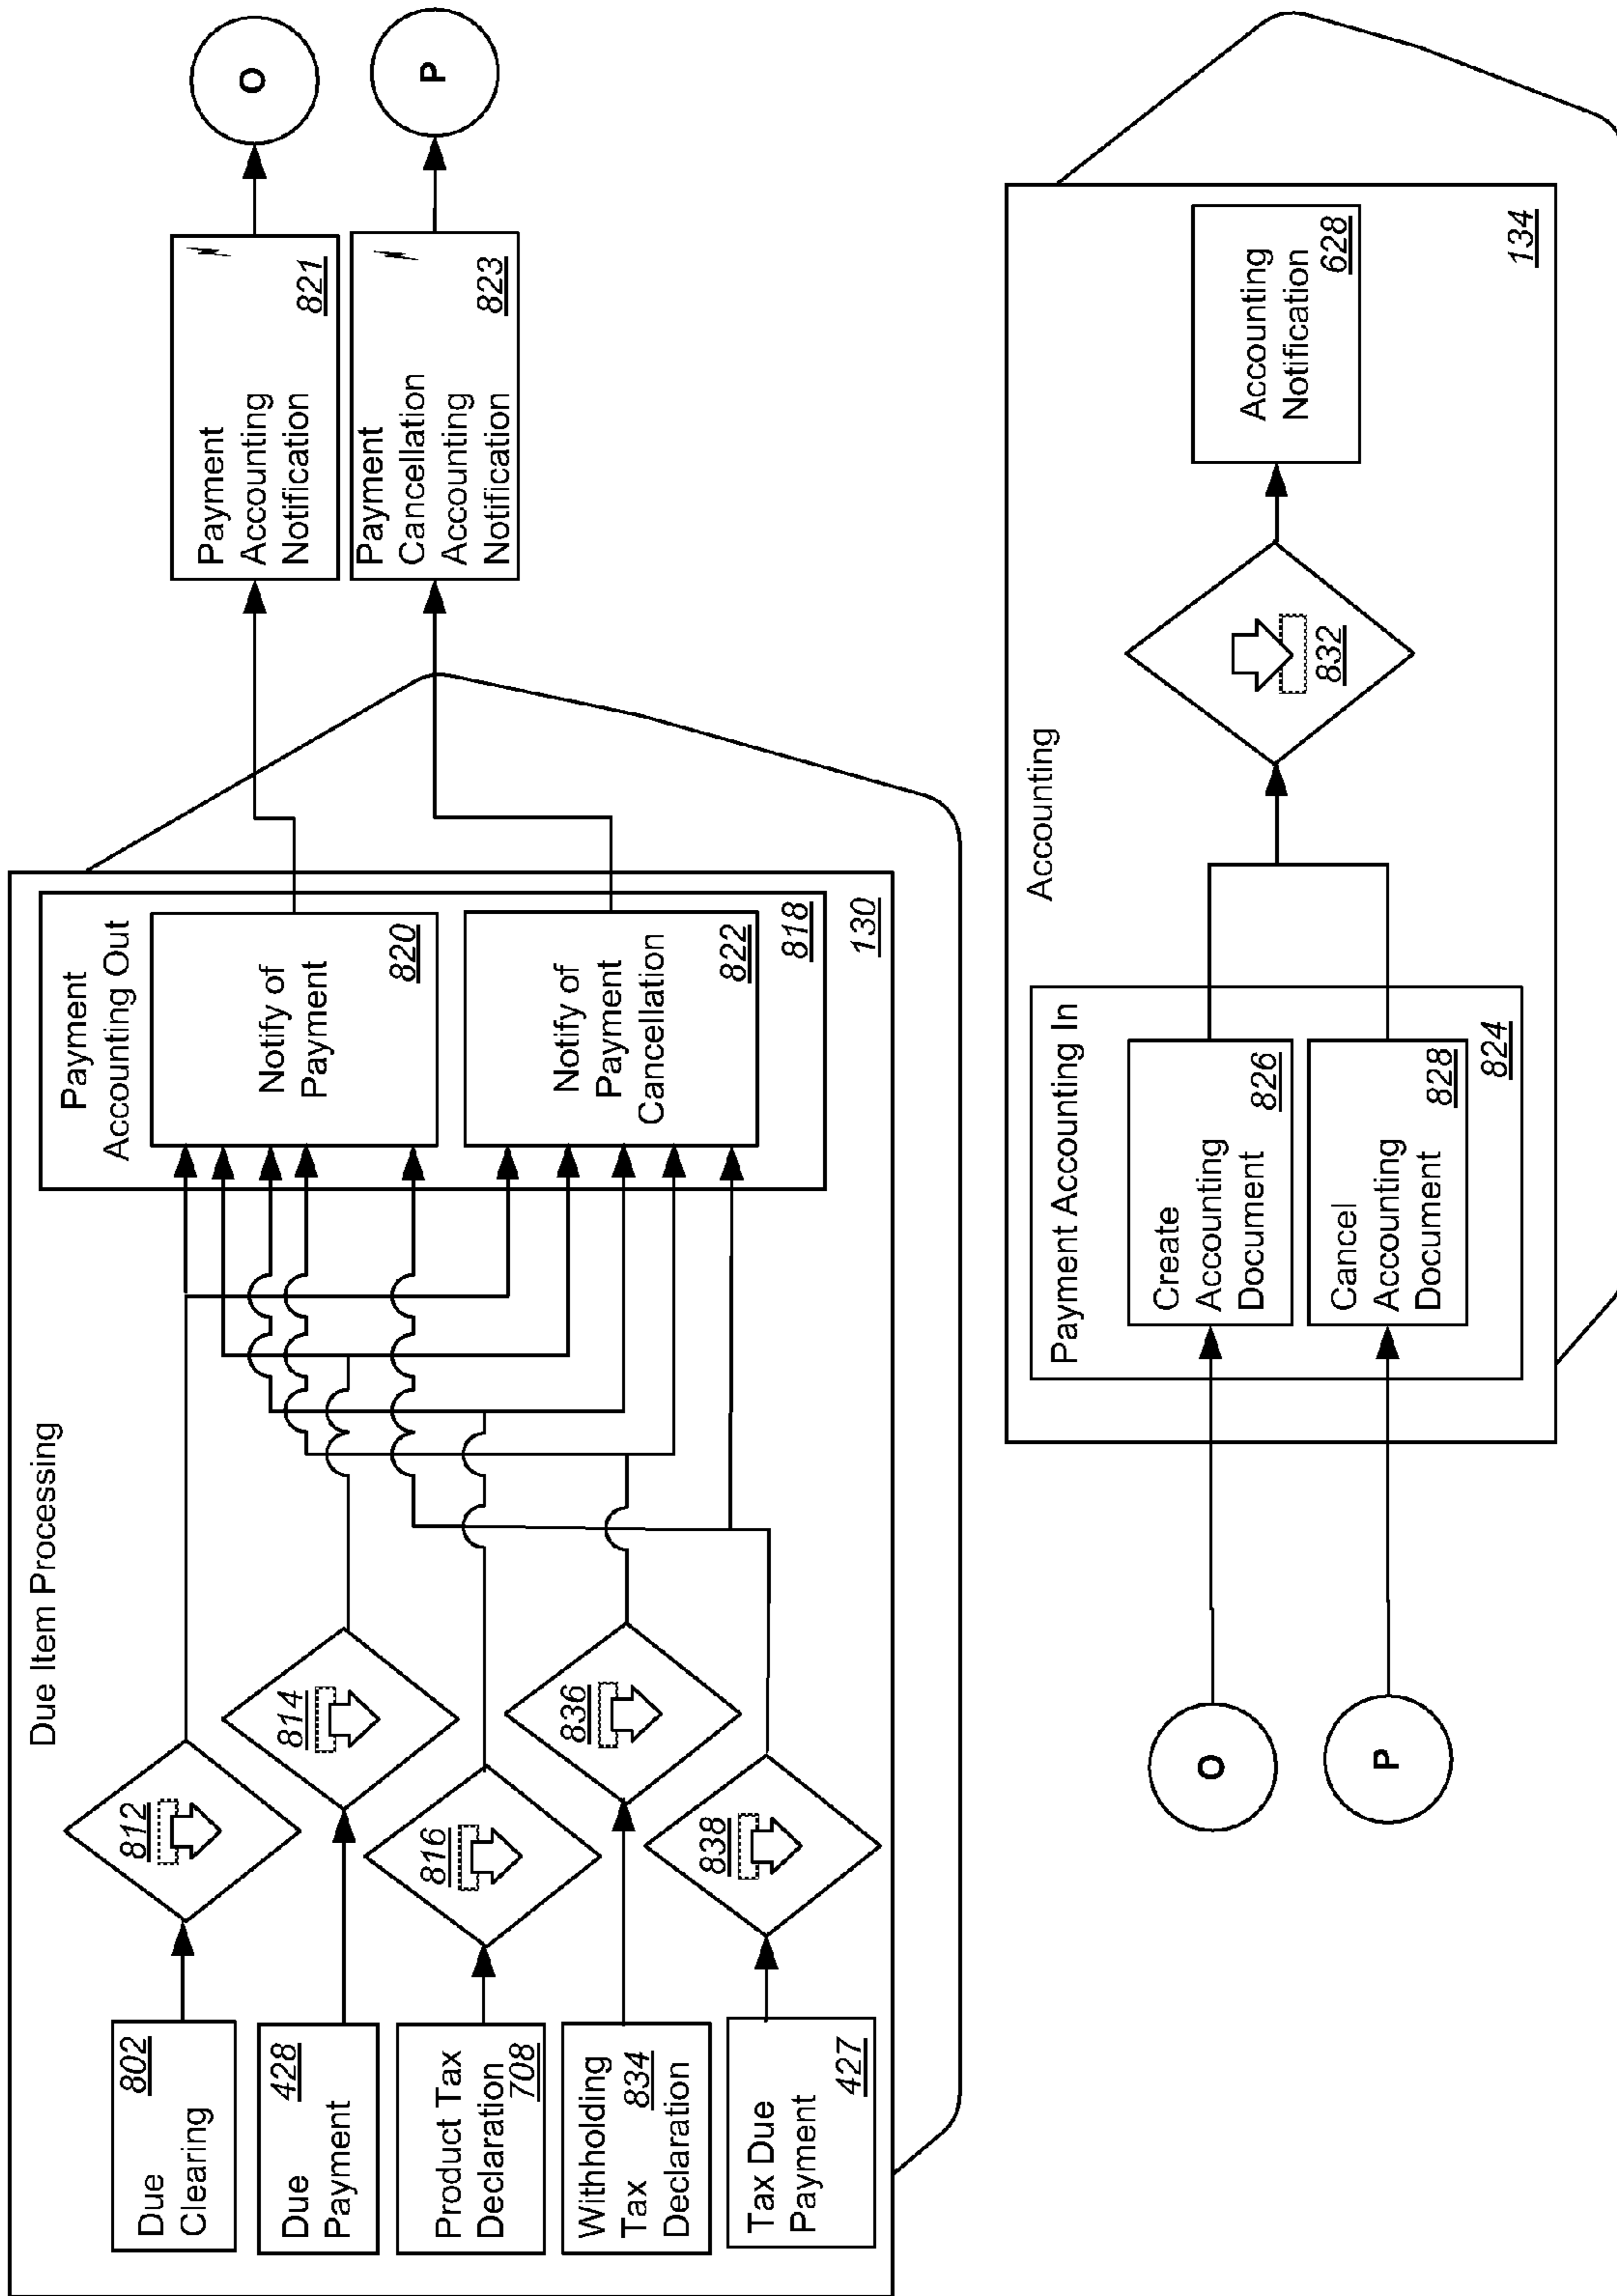 Due Item Processing
Due
Clearing
802
Due
Payment
428
Product Tax
Declaration
708
Withholding
Tax
834
Declaration
Tax Due
Payment
427
812
814
816
836
838
Payment
Accounting Out
Notify of
Payment
820
Notify of
Payment
Cancellation
822
818
130
Payment
Accounting
Notification
821
Payment
Cancellation
Accounting
Notification
823
O
P
O
P
Accounting
Payment Accounting In
Create
Accounting
Document
826
Cancel
Accounting
Document
828
824
832
Accounting
Notification
628
134